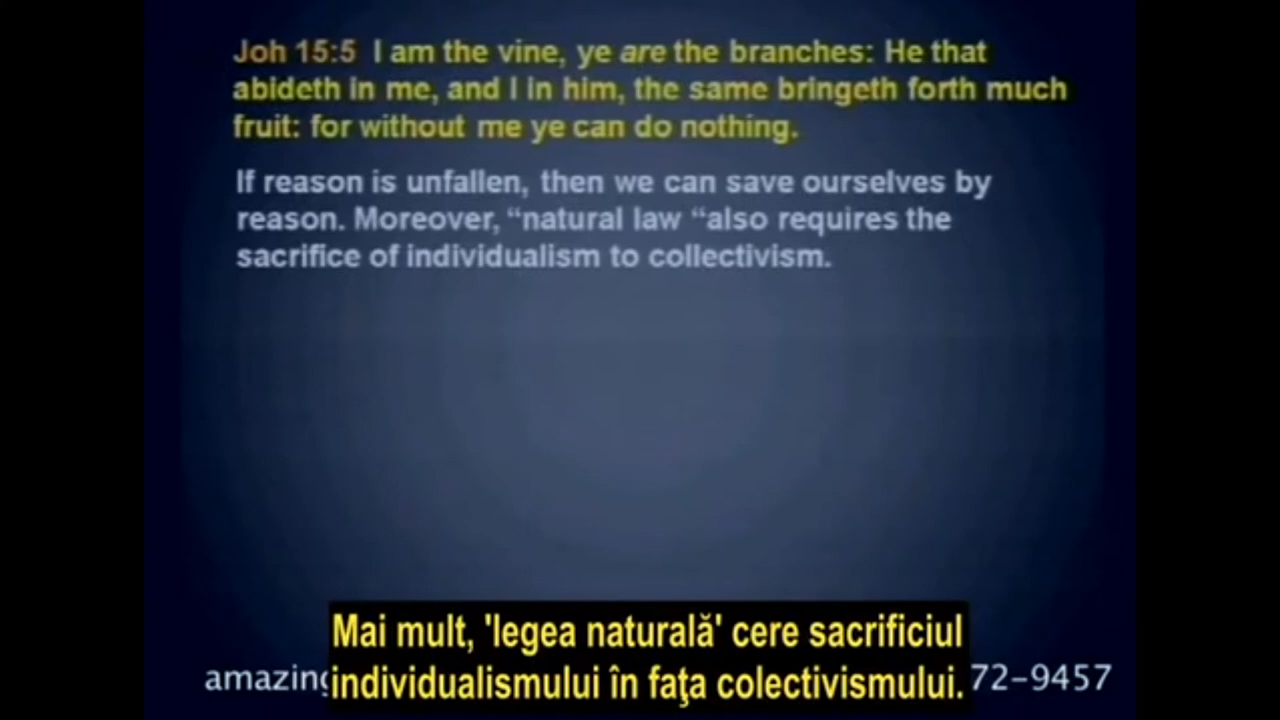 Joh 15:5 I am the vine, ye are the branches: He that
abideth in me, and I in him, the same bringeth forth much
fruit: for without me ye can do nothing.
If reason is unfallen, then we can save ourselves by
reason. Moreover, “natural law “also requires the
sacrifice of individualism to collectivism.
Mai mult, 'legea naturală' cere sacrificiul
individualismului în faţa colectivismului.
amazing
72-9457